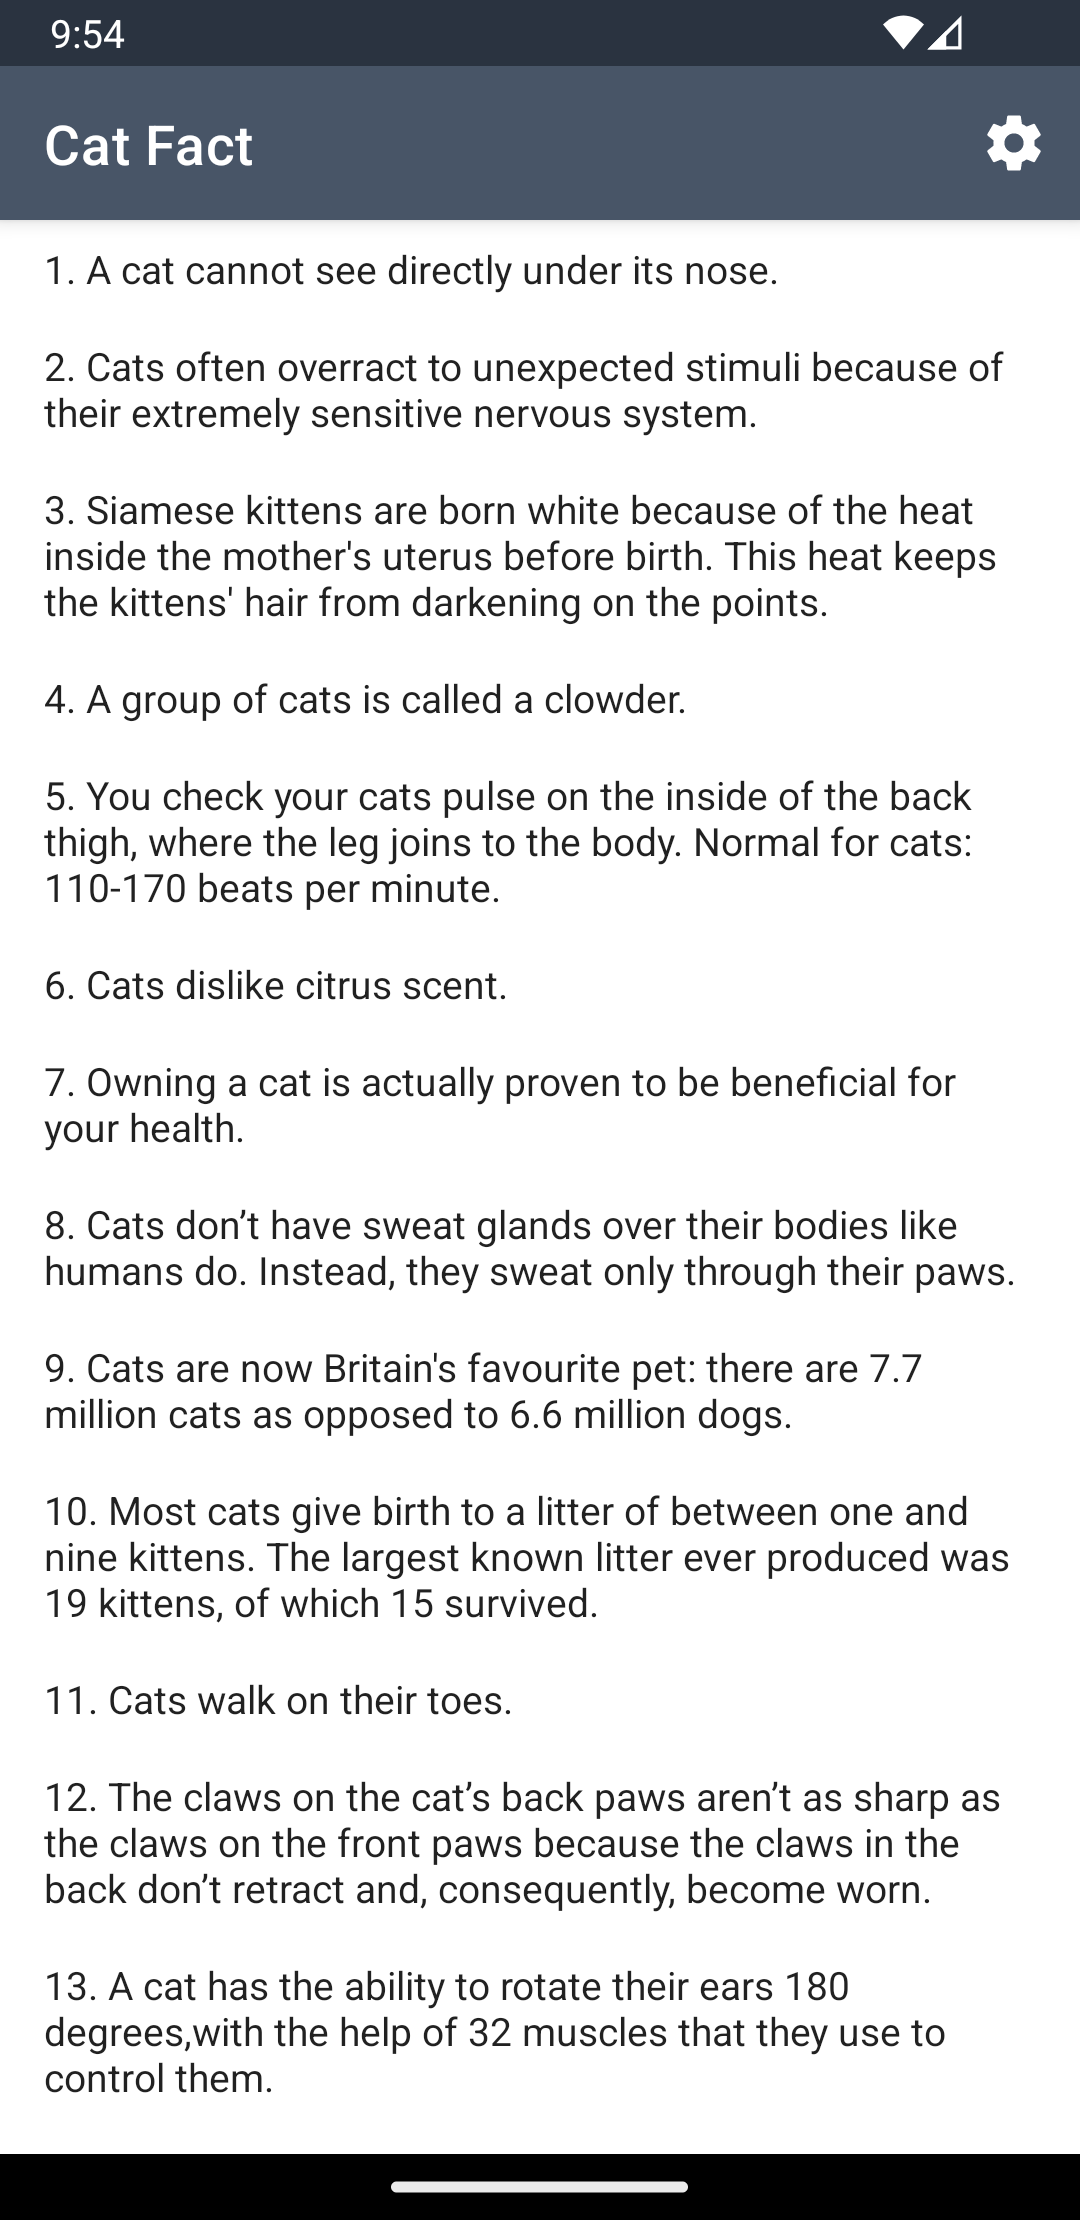 9:54
Cat Fact
1. A cat cannot see directly under its nose.
2. Cats often overract to unexpected stimuli because of
their extremely sensitive nervous system.
3. Siamese kittens are born white because of the heat
inside the mother's uterus before birth. This heat keeps
the kittens' hair from darkening on the points.
4. A group of cats is called a clowder.
5. You check your cats pulse on the inside of the back
thigh, where the leg joins to the body. Normal for cats:
110-170 beats per minute.
6. Cats dislike citrus scent.
7. Owning a cat is actually proven to be beneficial for
your health.
8. Cats don’t have sweat glands over their bodies like
humans do. Instead, they sweat only through their paws.
9. Cats are now Britain's favourite pet: there are 7.7
million cats as opposed to 6.6 million dogs.
10. Most cats give birth to a litter of between one and
nine kittens. The largest known litter ever produced was
19 kittens, of which 15 survived.
11. Cats walk on their toes.
12. The claws on the cat’s back paws aren’t as sharp as
the claws on the front paws because the claws in the
back don’t retract and, consequently, become worn.
13. A cat has the ability to rotate their ears 180
degrees,with the help of 32 muscles that they use to
control them.